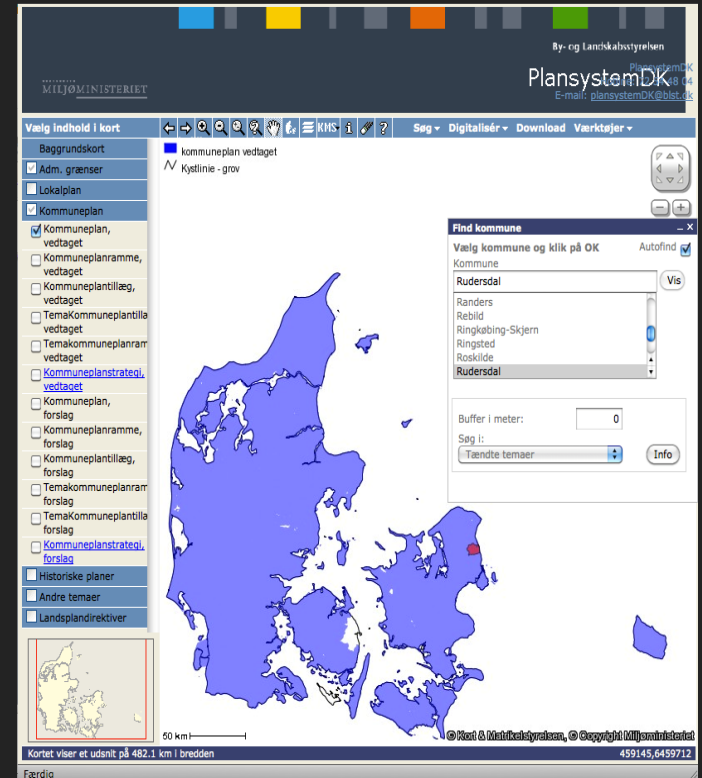 By- og Landskabsstyrelsen
PlansystemDK
PlansystemDK
48 04
E-mail: plansystemDK@blst.dk
MILJØMINISTERIET
Vælg indhold i kort
KMS
i
?
Søg
Digitalisér
Download
Værktøjer
Baggrundskort
Adm. grænser
Lokalplan
Kommuneplan
Kommuneplan,
vedtaget
Kommuneplanramme,
vedtaget
Kommuneplantillæg,
vedtaget
TemaKommuneplantilla
vedtaget
Temakommuneplanram
vedtaget
Kommuneplanstrategi,
vedtaget
Kommuneplan,
forslag
Kommuneplanramme,
forslag
Kommuneplantillæg,
forslag
Temakommuneplanram
forslag
TemaKommuneplantilla
forslag
Kommuneplanstrategi,
forslag
Historiske planer
Andre temaer
Landsplandirektiver
kommuneplan vedtaget
Kystlinie - grov
Find kommune
Vælg kommune og klik på OK
Autofind
Kommune
Rudersdal
Vis
Randers
Rebild
Ringkøbing-Skjern
Ringsted
Roskilde
Rudersdal
Buffer i meter:
0
Søg i:
Tændte temaer
Info
50 km
© Kort & Matrikelstyrelsen, © Copyright Miljøministeriet
Kortet viser et udsnit på 482.1 km i bredden
459145,6459712
Færdig